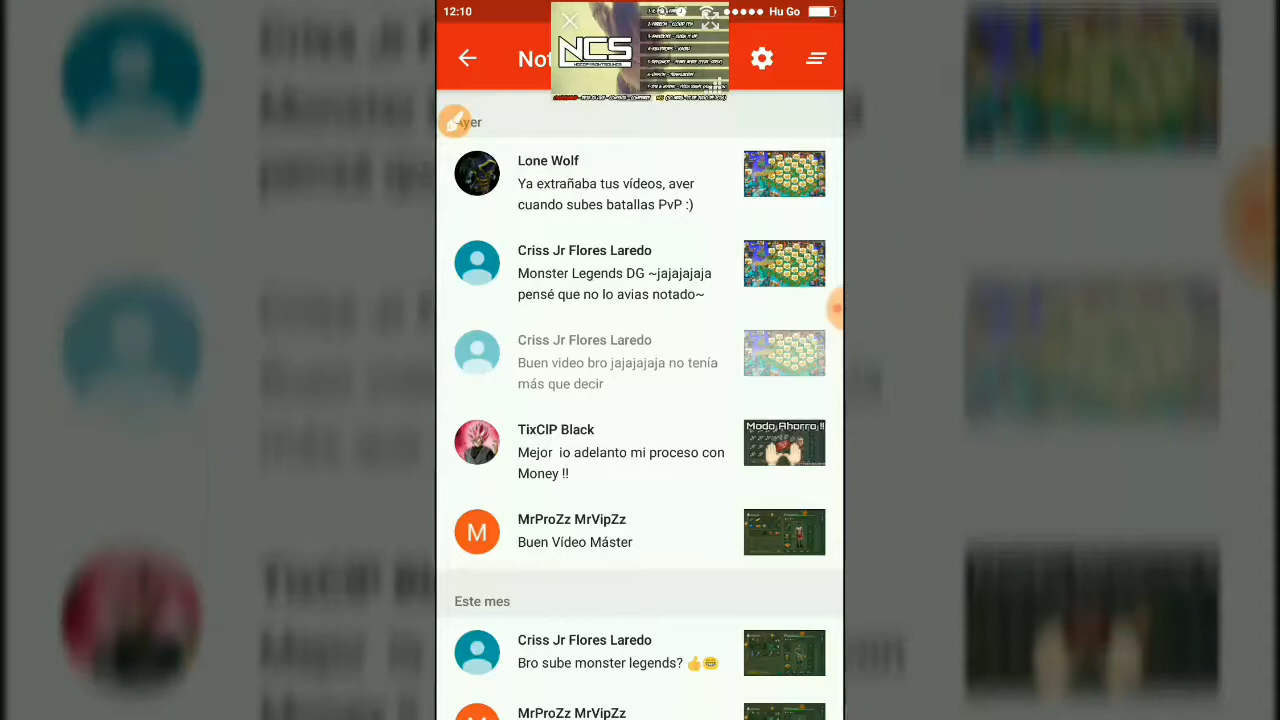 12:10
Hu Go
Not
NCS
Ayer
Lone Wolf
Ya extrañaba tus vídeos, aver
cuando subes batallas PvP :)
Criss Jr Flores Laredo
Monster Legends DG ~jajajajaja
pensé que no lo avias notado~
Criss Jr Flores Laredo
Buen video bro jajajajaja no tenía
más que decir
TixCiP Black
Mejor io adelanto mi proceso con
Money !!
Modo Ahorro !!
MrProZz MrVipZz
Buen Vídeo Máster
M
Este mes
Criss Jr Flores Laredo
Bro sube monster legends? 👍🤓
MrProZz MrVipZz